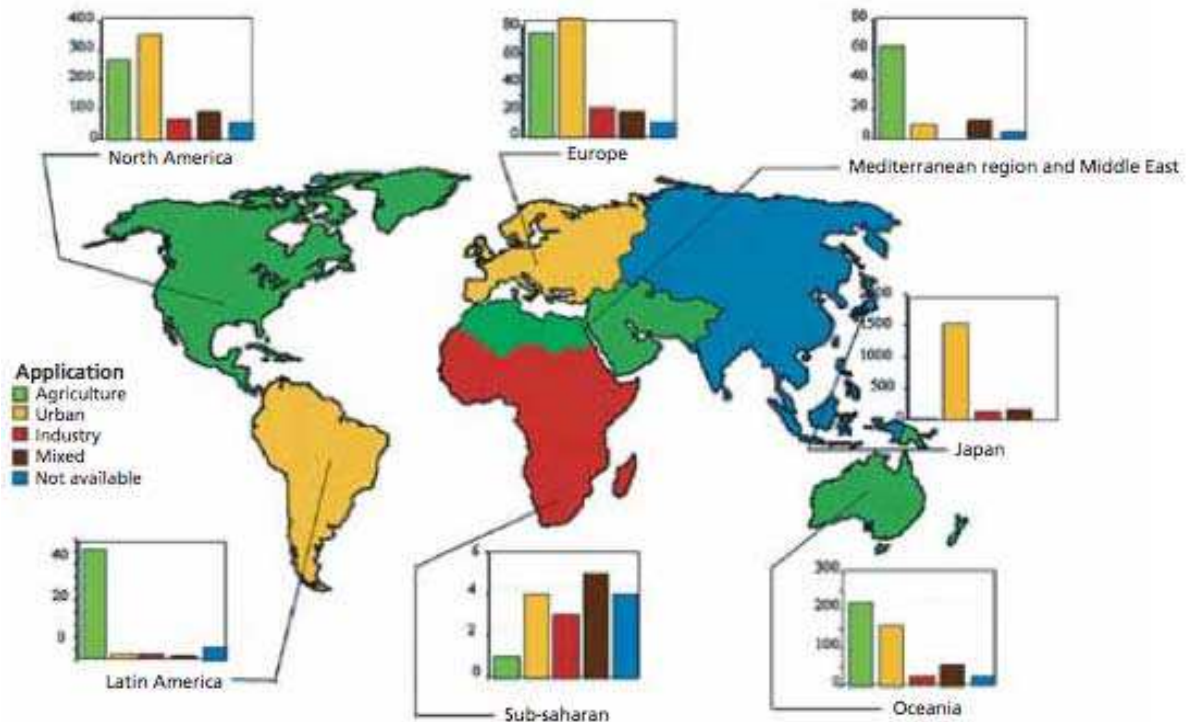 400
300
200
100
0
North America
80
60
40
20
0
Europe
80
60
40
20
0
Mediterranean region and Middle East
2000
1500
1000
500
0
Japan
Application
Agriculture
Urban
Industry
Mixed
Not available
40
20
0
Latin America
6
4
2
0
Sub-saharan
300
200
100
0
Oceania